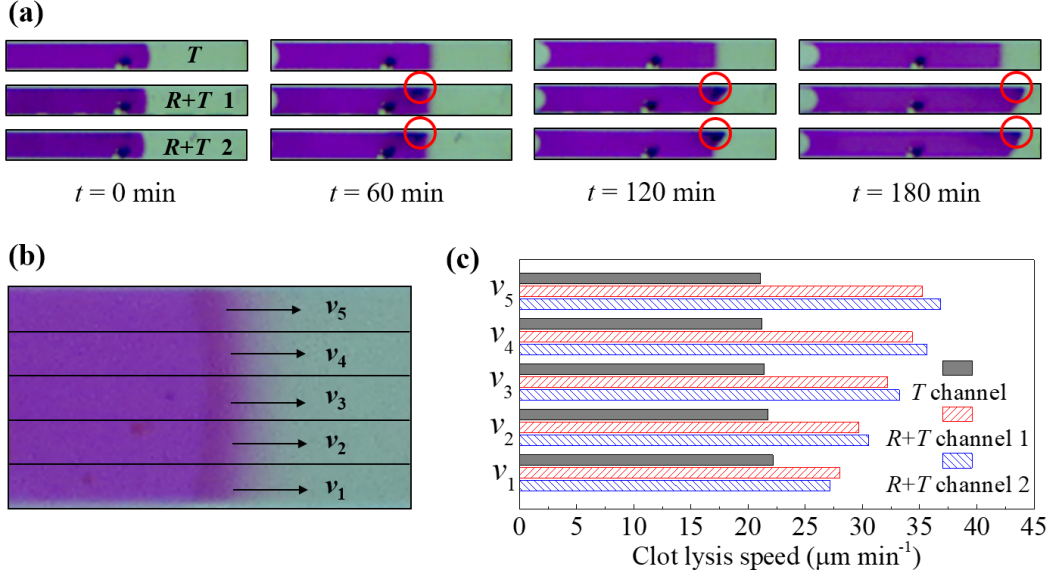 (a)
T
R+T 1
R+T 2
t = 0 min
t = 60 min
t = 120 min
t = 180 min
(b)
v5
v4
v3
v2
v1
(c)
v5
v4
v3
v2
v1
T channel
R+T channel 1
R+T channel 2
0 5 10 15 20 25 30 35 40 45
Clot lysis speed (μm min⁻¹)